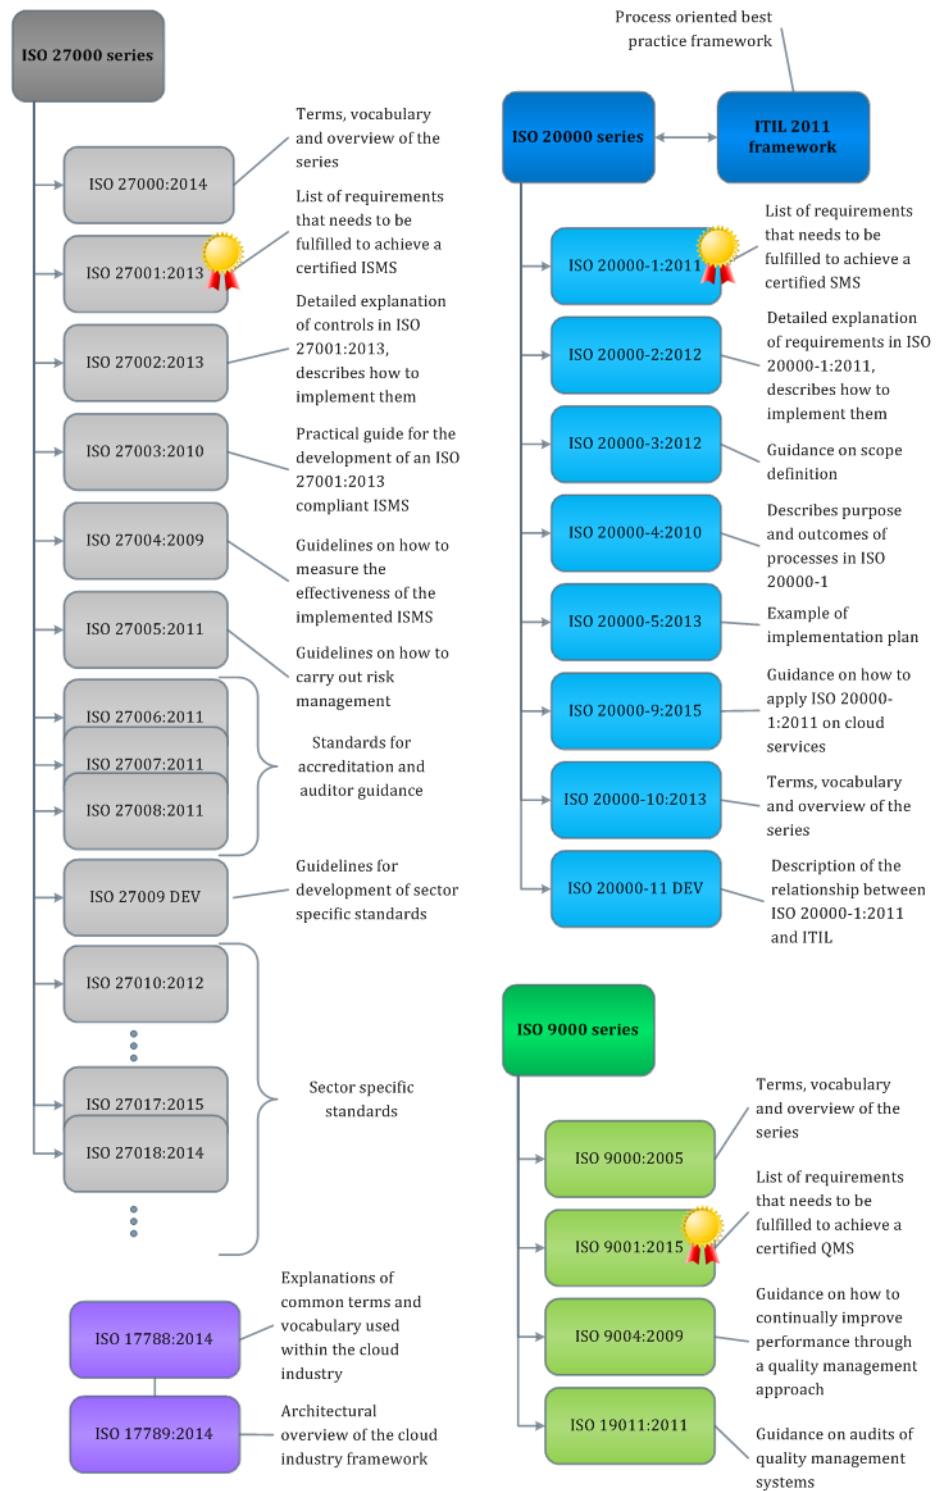 ISO 27000 series
Terms, vocabulary
and overview of the
series
ISO 27000:2014
List of requirements
that needs to be
fulfilled to achieve a
certified ISMS
ISO 27001:2013
Detailed explanation
of controls in ISO
27001:2013,
describes how to
implement them
ISO 27002:2013
Practical guide for the
development of an ISO
27001:2013
compliant ISMS
ISO 27003:2010
ISO 27004:2009
Guidelines on how to
measure the
effectiveness of the
implemented ISMS
ISO 27005:2011
Guidelines on how to
carry out risk
management
ISO 27006:2011
ISO 27007:2011
ISO 27008:2011
Standards for
accreditation and
auditor guidance
ISO 27009 DEV
Guidelines for
development of sector
specific standards
ISO 27010:2012
ISO 27017:2015
ISO 27018:2014
Sector specific
standards
ISO 17788:2014
Explanations of
common terms and
vocabulary used
within the cloud
industry
ISO 17789:2014
Architectural
overview of the cloud
industry framework
Process oriented best
practice framework
ISO 20000 series
ITIL 2011
framework
List of requirements
that needs to be
fulfilled to achieve a
certified SMS
ISO 20000-1:2011
Detailed explanation
of requirements in ISO
20000-1:2011,
describes how to
implement them
ISO 20000-2:2012
ISO 20000-3:2012
Guidance on scope
definition
ISO 20000-4:2010
Describes purpose
and outcomes of
processes in ISO
20000-1
ISO 20000-5:2013
Example of
implementation plan
ISO 20000-9:2015
Guidance on how to
apply ISO 20000-
1:2011 on cloud
services
ISO 20000-10:2013
Terms, vocabulary
and overview of the
series
ISO 20000-11 DEV
Description of the
relationship between
ISO 20000-1:2011
and ITIL
ISO 9000 series
Terms, vocabulary
and overview of the
series
ISO 9000:2005
List of requirements
that needs to be
fulfilled to achieve a
certified QMS
ISO 9001:2015
ISO 9004:2009
Guidance on how to
continually improve
performance through
a quality management
approach
ISO 19011:2011
Guidance on audits of
quality management
systems